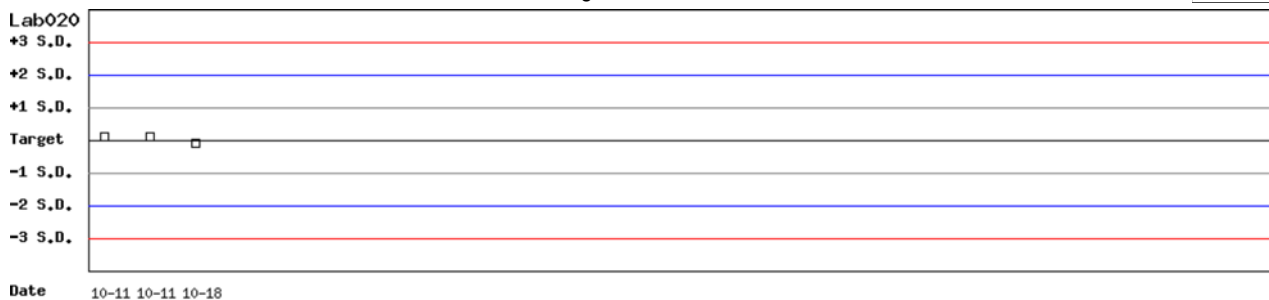 Lab020
+3 S.D.
+2 S.D.
+1 S.D.
Target
-1 S.D.
-2 S.D.
-3 S.D.
Date 10-11 10-11 10-18